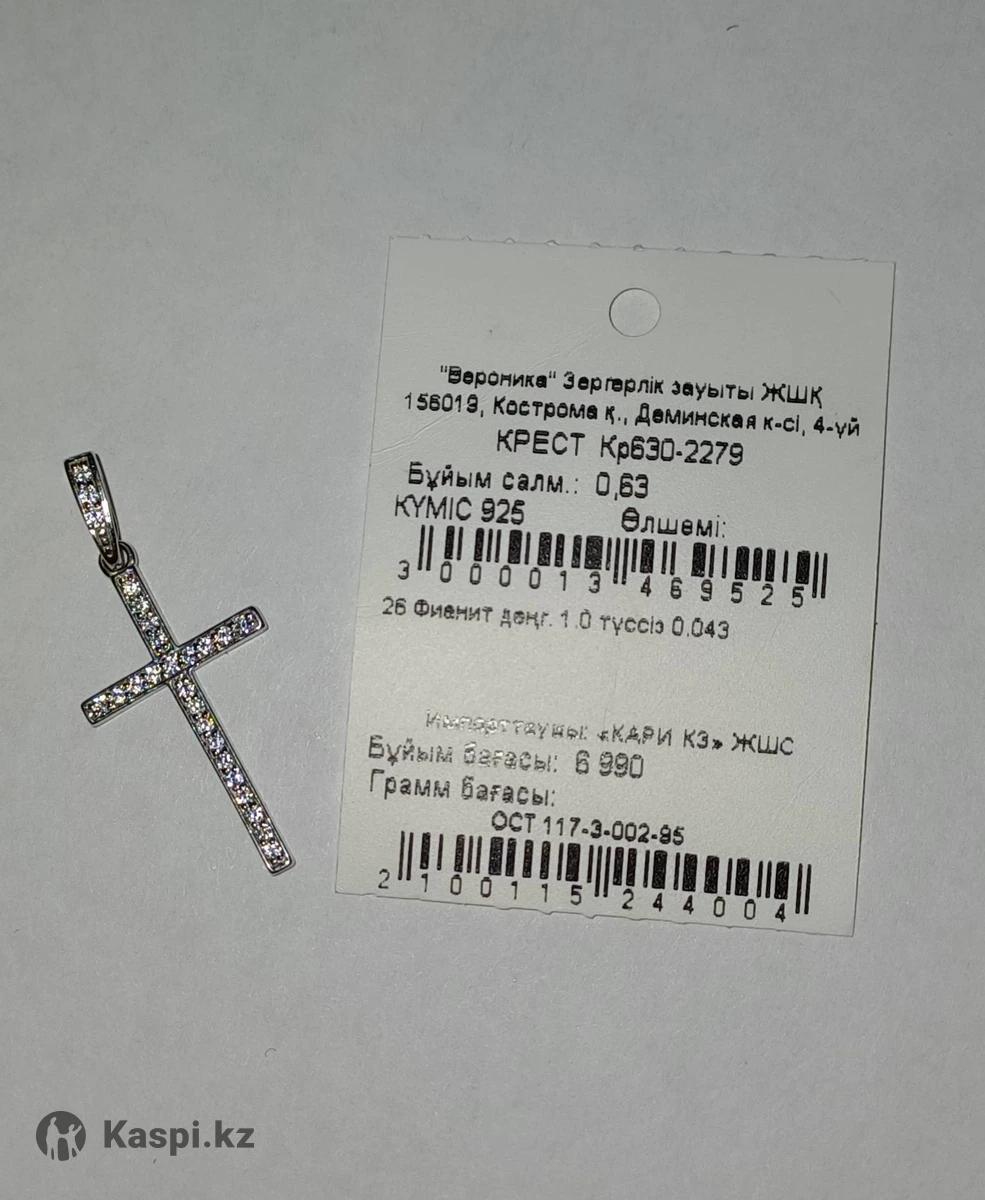 "Вероника" Зергерлік зауыты ЖШҚ
156019, Кострома қ., Деминская к-сі, 4-үй
КРЕСТ Кр630-2279
Бұйым салм.: 0,63
КҮМІС 925 Өлшемі:
3 000013 469525
26 Фианит дөңг. 1.0 түссіз 0.043
Импорттаушы: «КАРИ КЗ» ЖШС
Бұйым бағасы: 6 990
Грамм бағасы:
ОСТ 117-3-002-95
2 100115 244004
Kaspi.kz